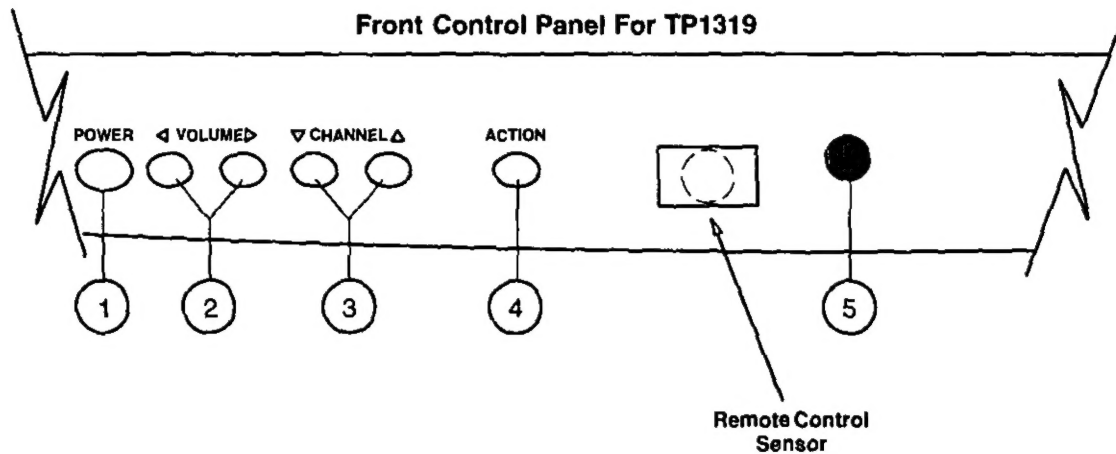 Front Control Panel For TP1319
POWER ◁ VOLUME ▷ ▽ CHANNEL △ ACTION
1 2 3 4 5
Remote Control
Sensor